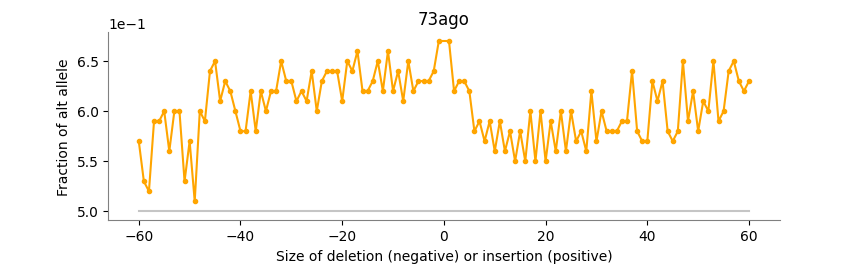 73ago
1e−1
6.5
6.0
5.5
5.0
Fraction of alt allele
−60 −40 −20 0 20 40 60
Size of deletion (negative) or insertion (positive)